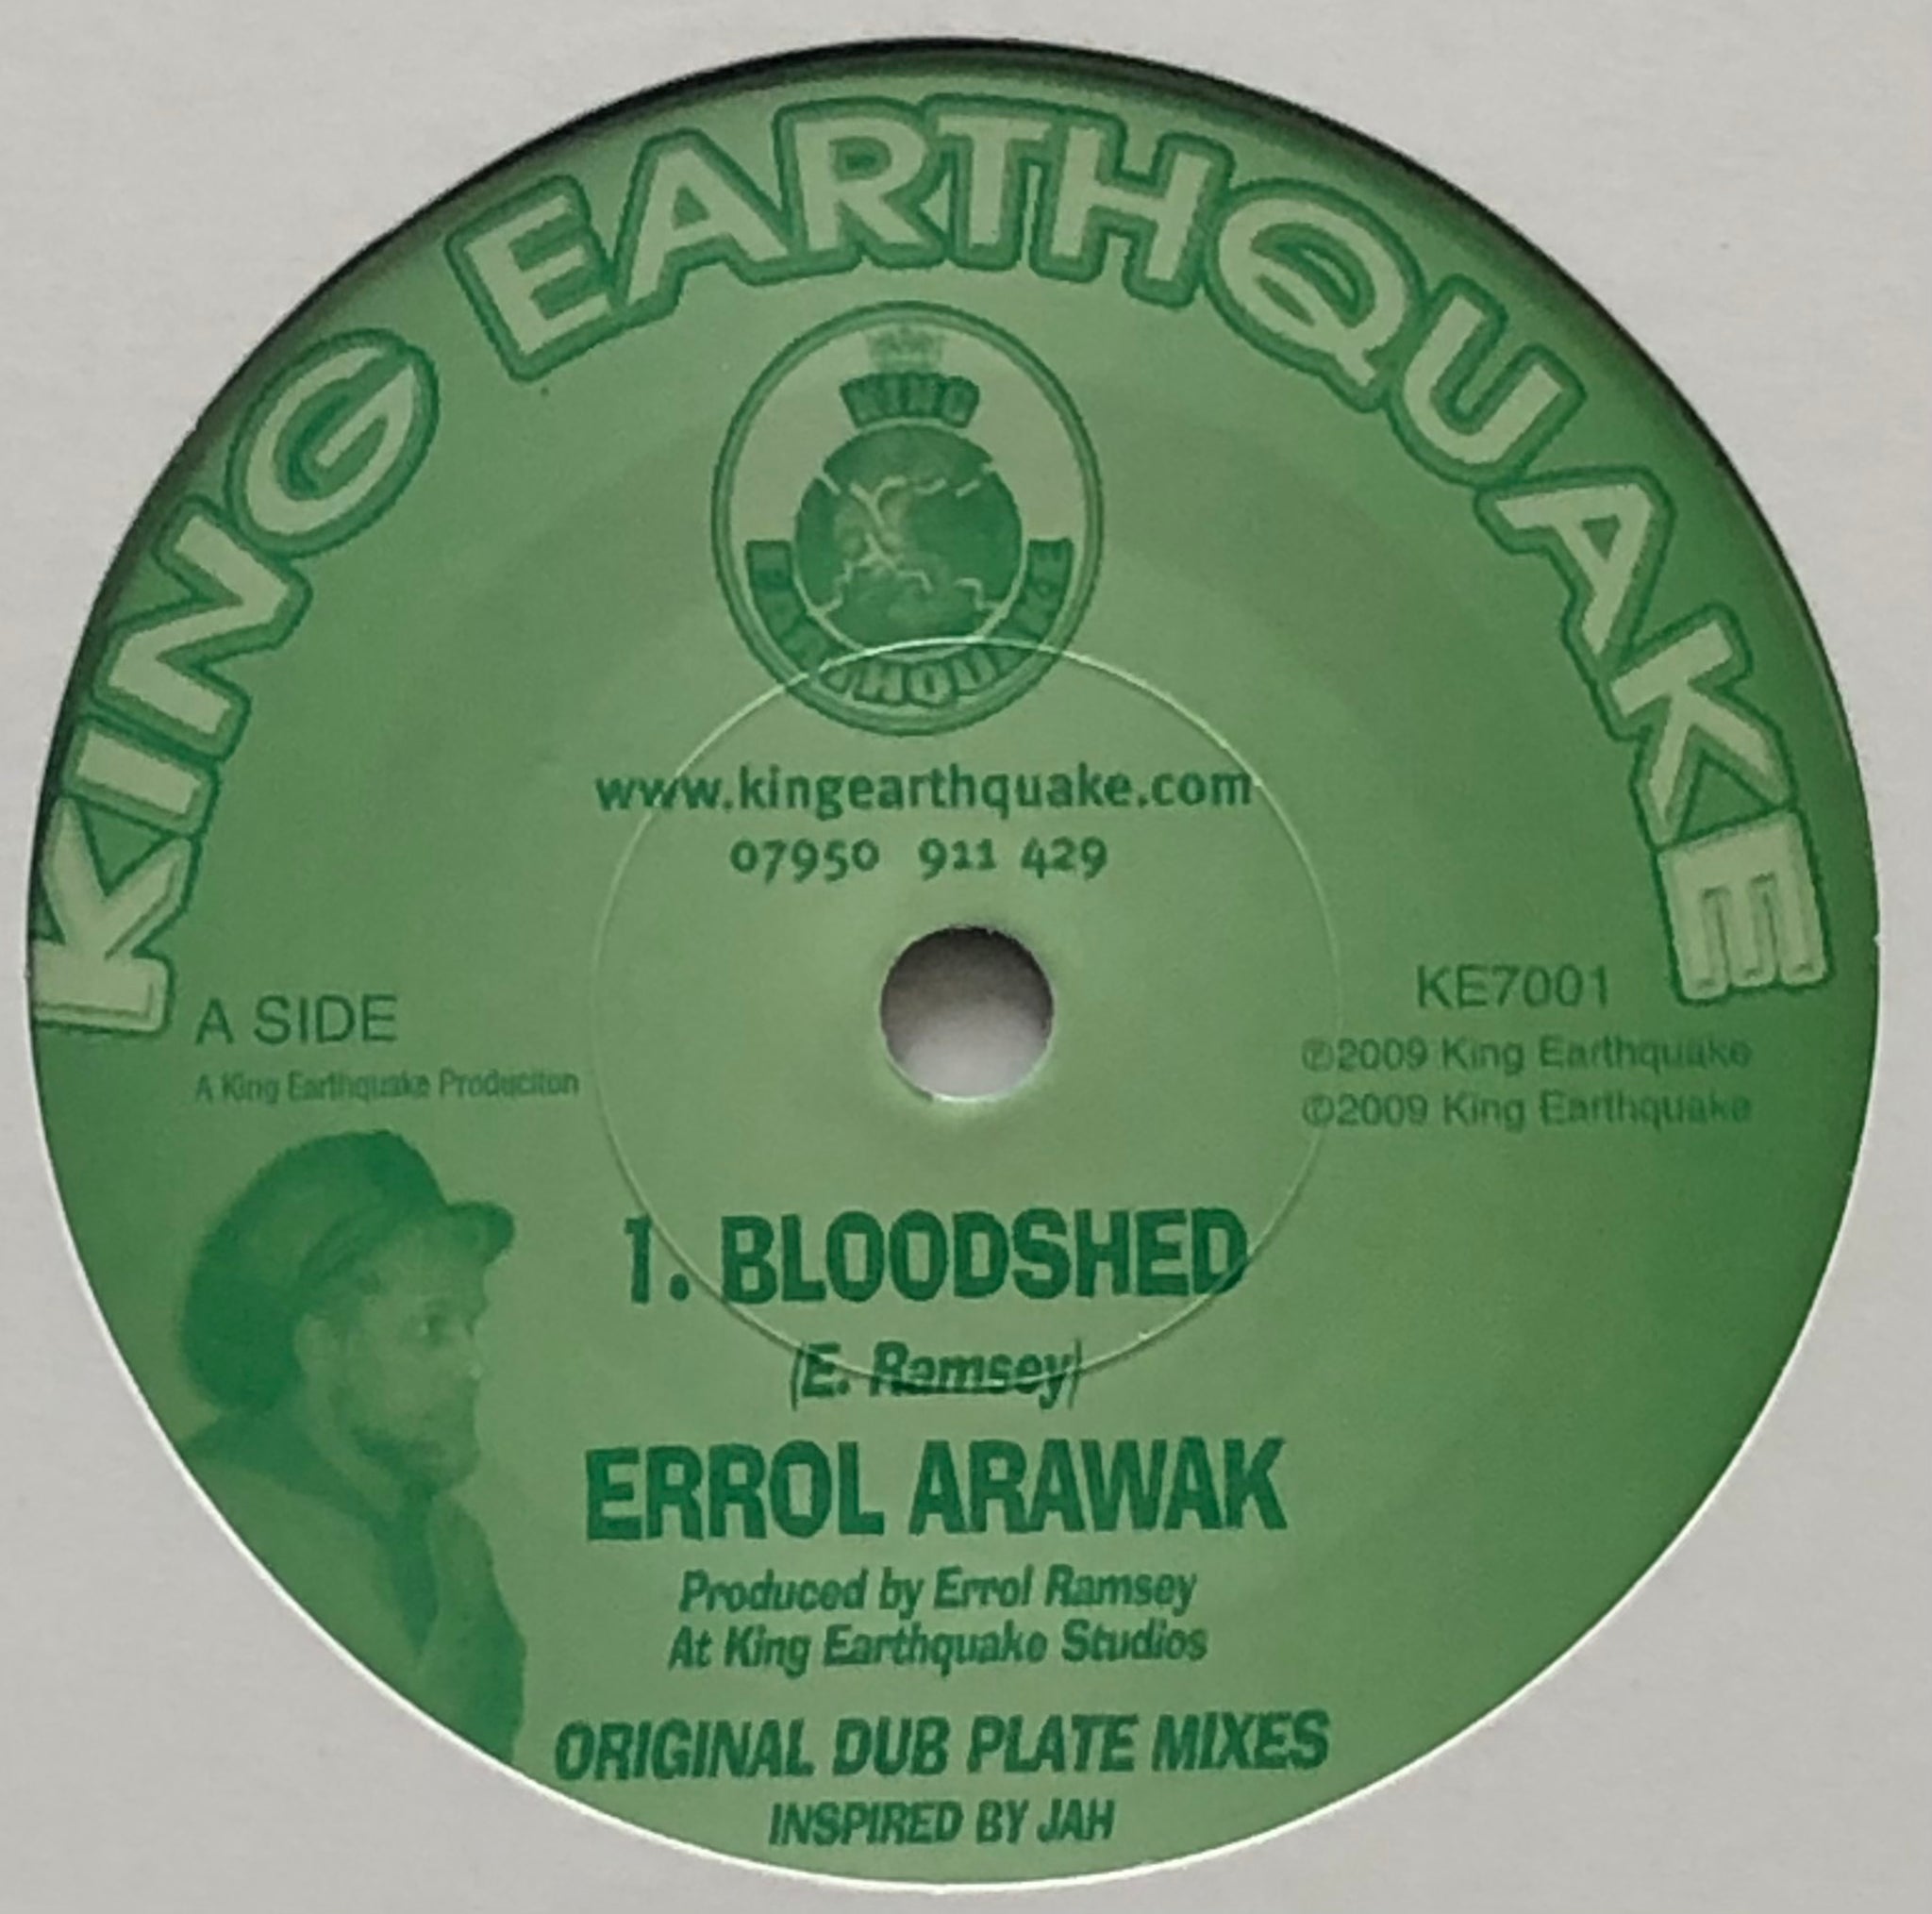 KING EARTHQUAKE
KING
EARTHQUAKE
www.kingearthquake.com
07950 911 429
A SIDE
A King Earthquake Produciton
KE7001
℗2009 King Earthquake
©2009 King Earthquake
1. BLOODSHED
(E. Ramsey)
ERROL ARAWAK
Produced by Errol Ramsey
At King Earthquake Studios
ORIGINAL DUB PLATE MIXES
INSPIRED BY JAH